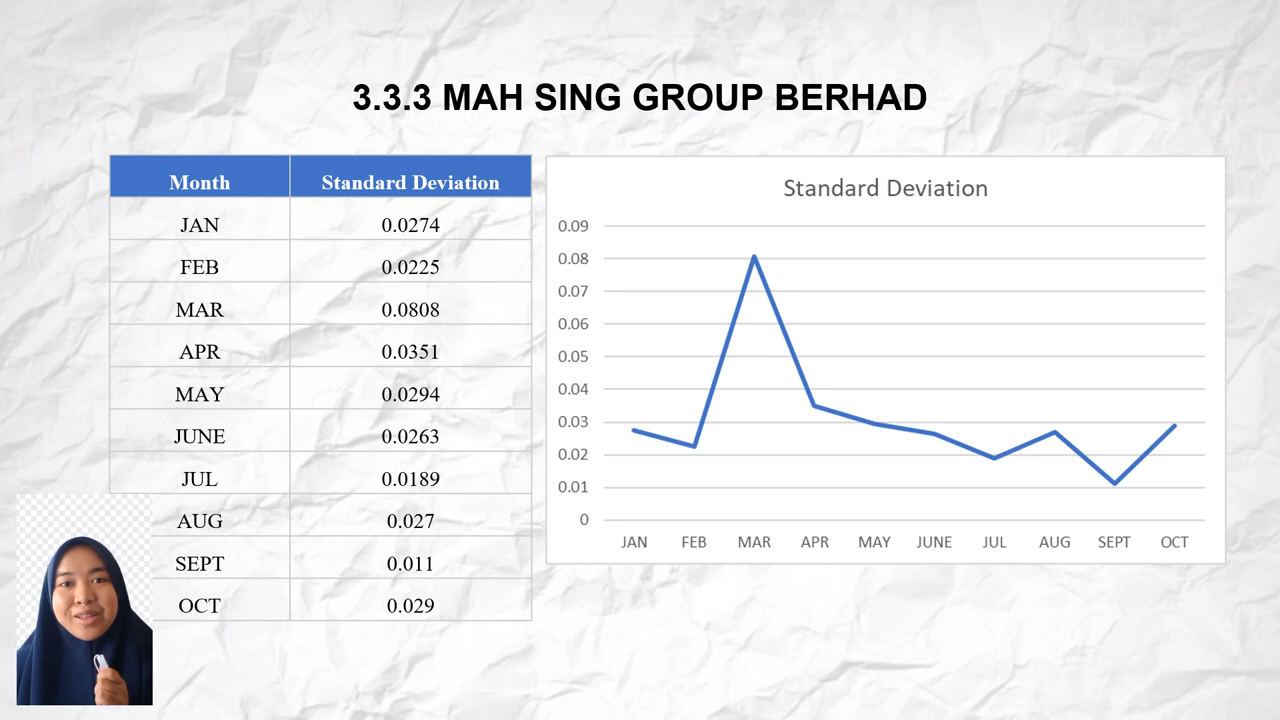 3.3.3 MAH SING GROUP BERHAD
Month Standard Deviation
JAN 0.0274
FEB 0.0225
MAR 0.0808
APR 0.0351
MAY 0.0294
JUNE 0.0263
JUL 0.0189
AUG 0.027
SEPT 0.011
OCT 0.029
Standard Deviation
0.09
0.08
0.07
0.06
0.05
0.04
0.03
0.02
0.01
0
JAN FEB MAR APR MAY JUNE JUL AUG SEPT OCT